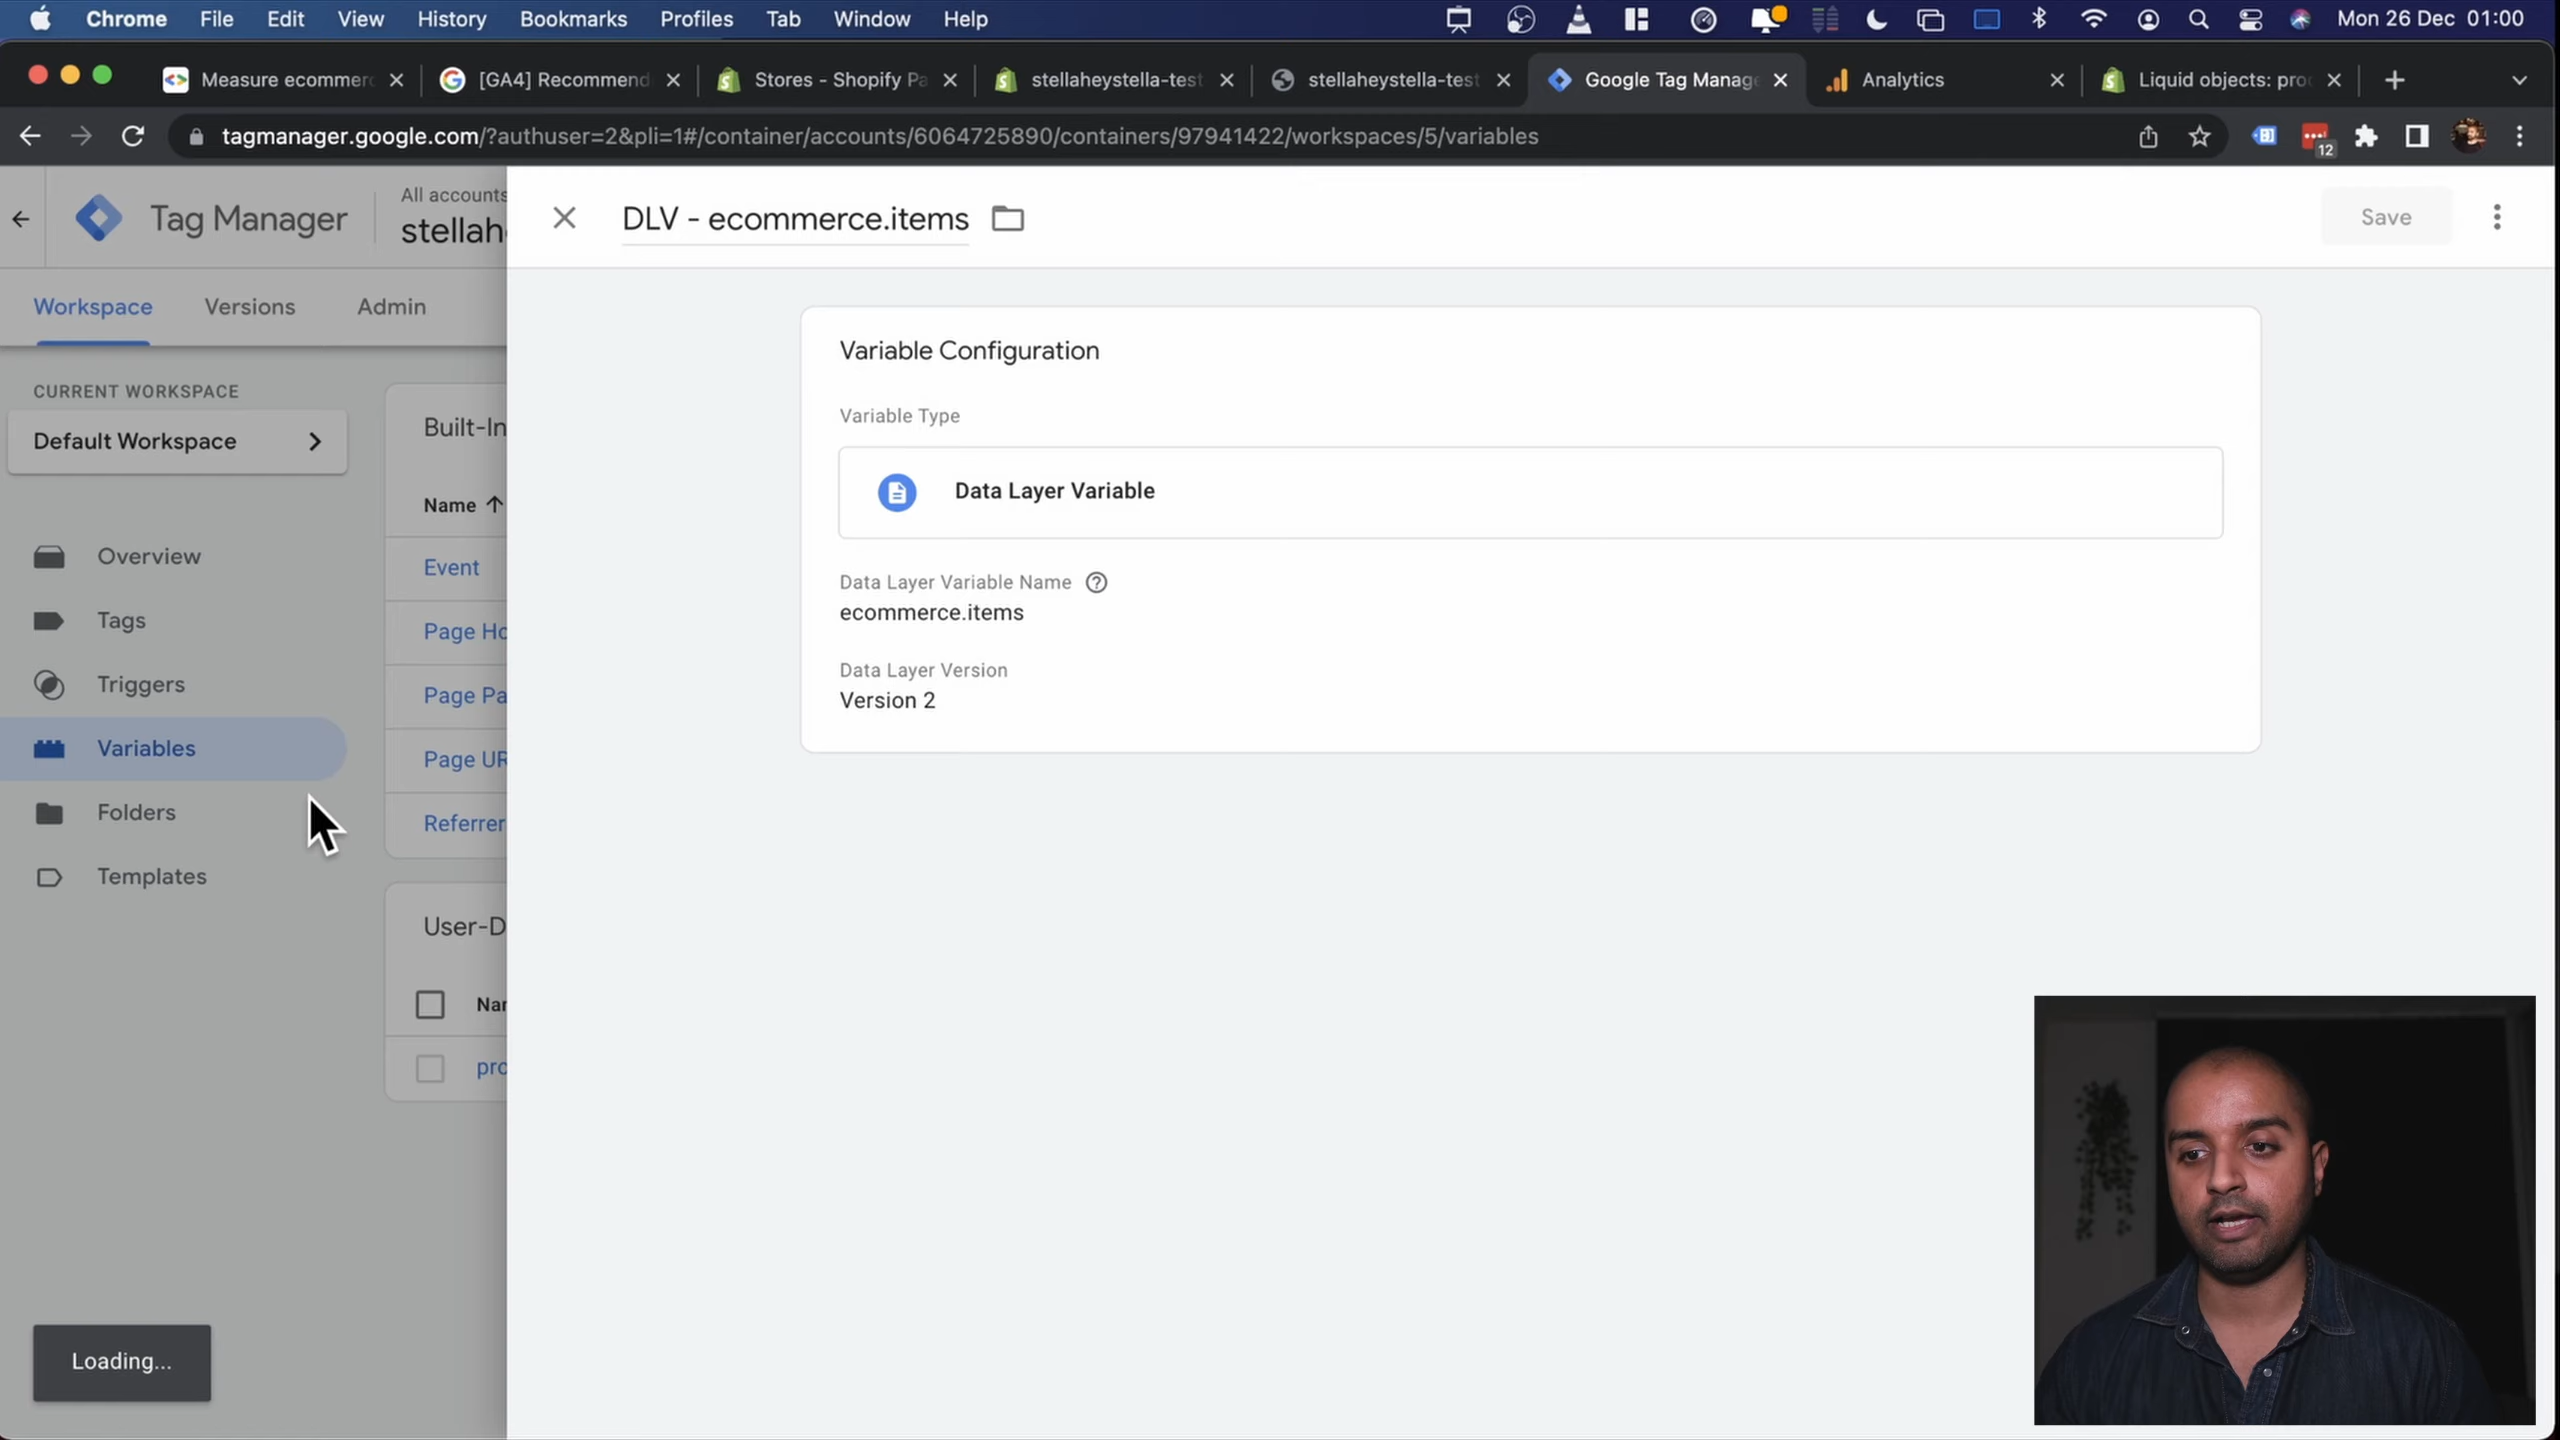 Chrome File Edit View History Bookmarks Profiles Tab Window Help
Mon 26 Dec 01:00
Measure ecommerc
[GA4] Recommend
Stores - Shopify Pa
stellaheystella-test
stellaheystella-test
Google Tag Manag
Analytics
Liquid objects: pro
tagmanager.google.com/?authuser=2&pli=1#/container/accounts/6064725890/containers/97941422/workspaces/5/variables
12
Tag Manager
All accounts
stellah
DLV - ecommerce.items
Save
Workspace Versions Admin
CURRENT WORKSPACE
Default Workspace
Overview
Tags
Triggers
Variables
Folders
Templates
Built-In
Name
Event
Page Ho
Page Pa
Page UR
Referrer
User-D
Nar
pro
Variable Configuration
Variable Type
Data Layer Variable
Data Layer Variable Name
ecommerce.items
Data Layer Version
Version 2
Loading...